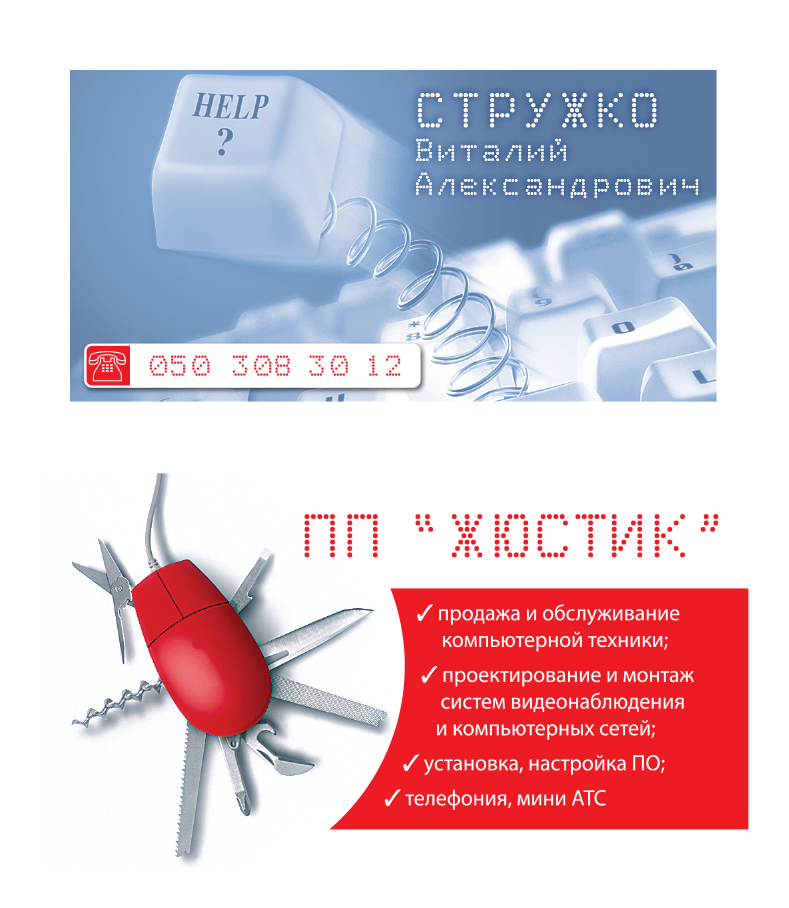 HELP
?
СТРУЖКО
Виталий
Александрович
*
8
O
L
050 308 30 12
ПП "ЖЮСТИК"
✓ продажа и обслуживание
компьютерной техники;
✓ проектирование и монтаж
систем видеонаблюдения
и компьютерных сетей;
✓ установка, настройка ПО;
✓ телефония, мини АТС